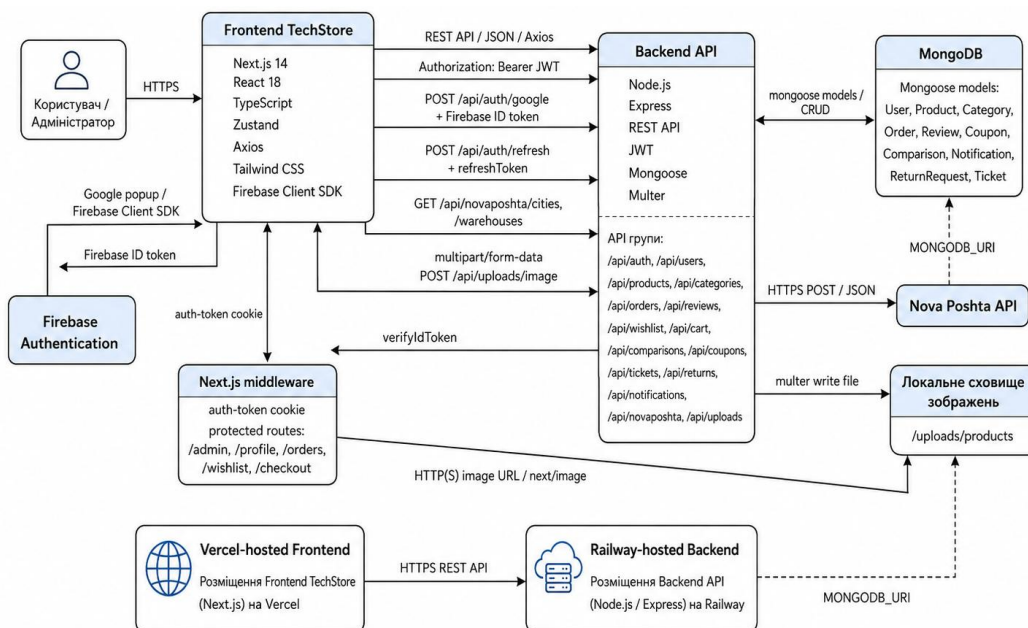 Користувач /
Адміністратор
HTTPS
Frontend TechStore
Next.js 14
React 18
TypeScript
Zustand
Axios
Tailwind CSS
Firebase Client SDK
REST API / JSON / Axios
Authorization: Bearer JWT
POST /api/auth/google
+ Firebase ID token
POST /api/auth/refresh
+ refreshToken
GET /api/novaposhta/cities,
/warehouses
multipart/form-data
POST /api/uploads/image
Backend API
Node.js
Express
REST API
JWT
Mongoose
Multer
API групи:
/api/auth, /api/users,
/api/products, /api/categories,
/api/orders, /api/reviews,
/api/wishlist, /api/cart,
/api/comparisons, /api/coupons,
/api/tickets, /api/returns,
/api/notifications,
/api/novaposhta, /api/uploads
mongoose models /
CRUD
MongoDB
Mongoose models:
User, Product, Category,
Order, Review, Coupon,
Comparison, Notification,
ReturnRequest, Ticket
MONGODB_URI
HTTPS POST / JSON
Nova Poshta API
Google popup /
Firebase Client SDK
Firebase ID token
Firebase
Authentication
auth-token cookie
verifyIdToken
Next.js middleware
auth-token cookie
protected routes:
/admin, /profile, /orders,
/wishlist, /checkout
multer write file
Локальне сховище
зображень
/uploads/products
HTTP(S) image URL / next/image
Vercel-hosted Frontend
Розміщення Frontend TechStore
(Next.js) на Vercel
HTTPS REST API
Railway-hosted Backend
Розміщення Backend API
(Node.js / Express) на Railway
MONGODB_URI